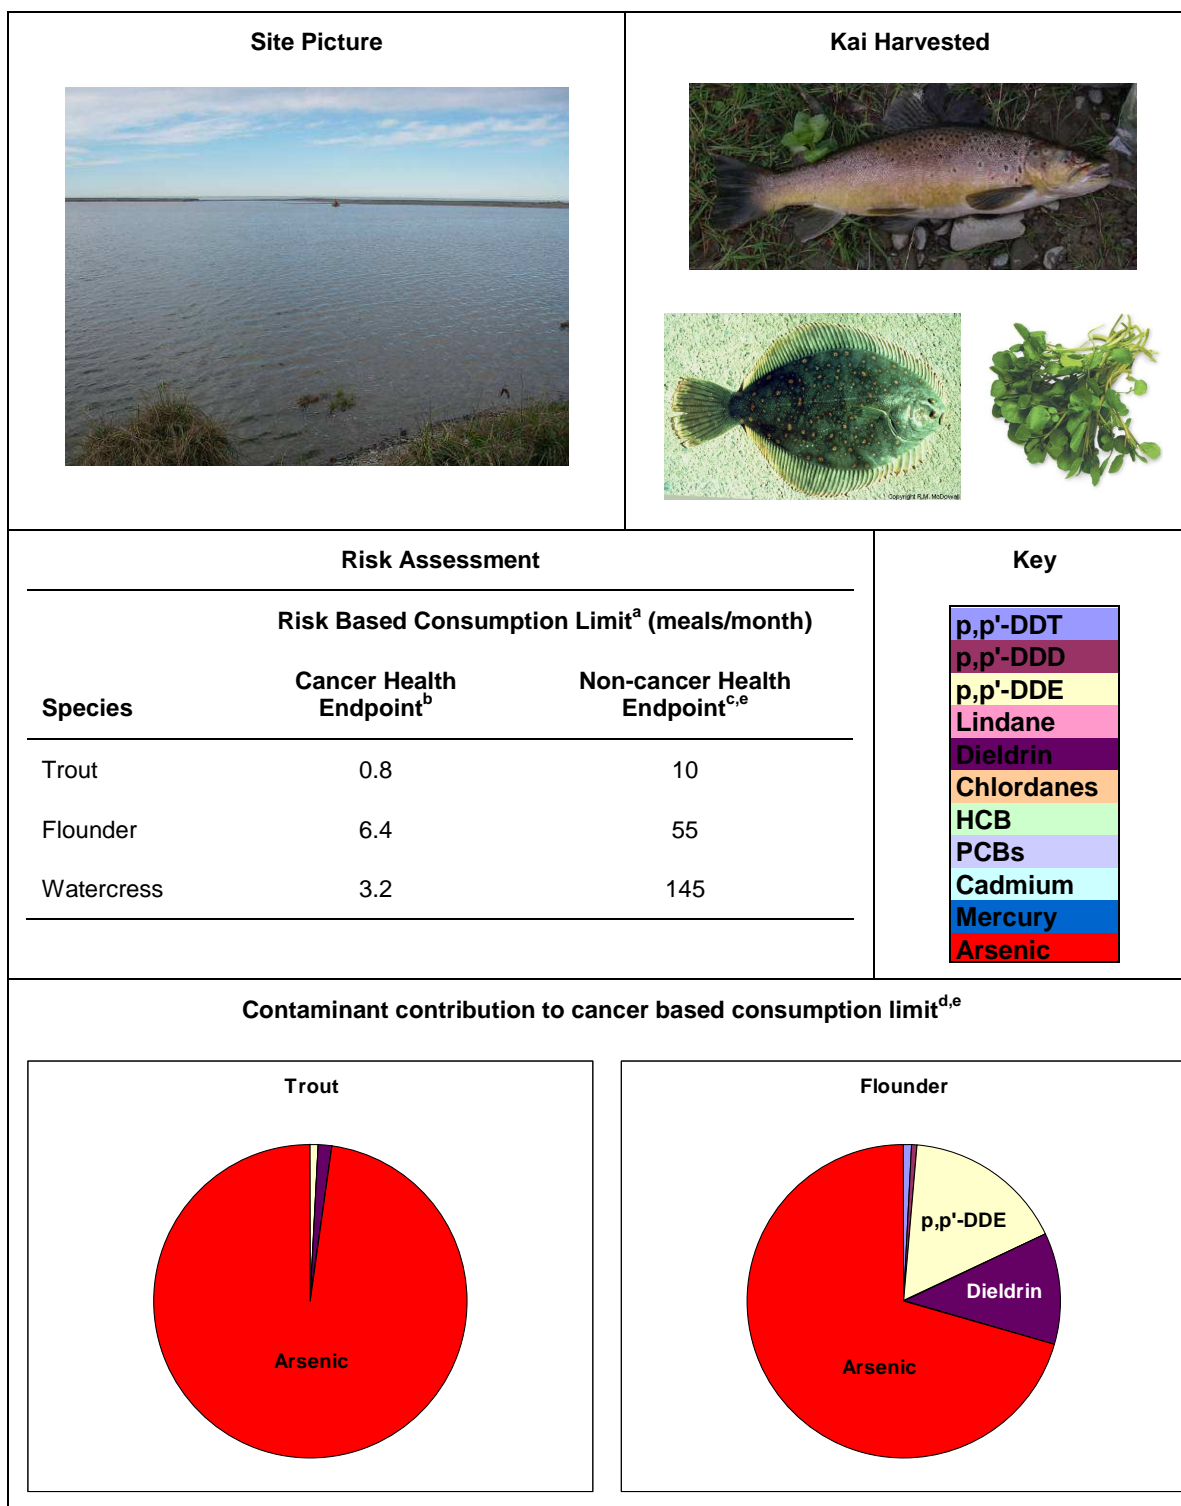 Site Picture
Kai Harvested
Copyright R.M. McDowall
Risk Assessment
Risk Based Consumption Limitᵃ (meals/month)
Species
Cancer Health
Endpointᵇ
Non-cancer Health
Endpointᶜ,ᵉ
Trout 0.8 10
Flounder 6.4 55
Watercress 3.2 145
Key
p,p'-DDT
p,p'-DDD
p,p'-DDE
Lindane
Dieldrin
Chlordanes
HCB
PCBs
Cadmium
Mercury
Arsenic
Contaminant contribution to cancer based consumption limitᵈ,ᵉ
Trout
Arsenic
Flounder
p,p'-DDE
Dieldrin
Arsenic